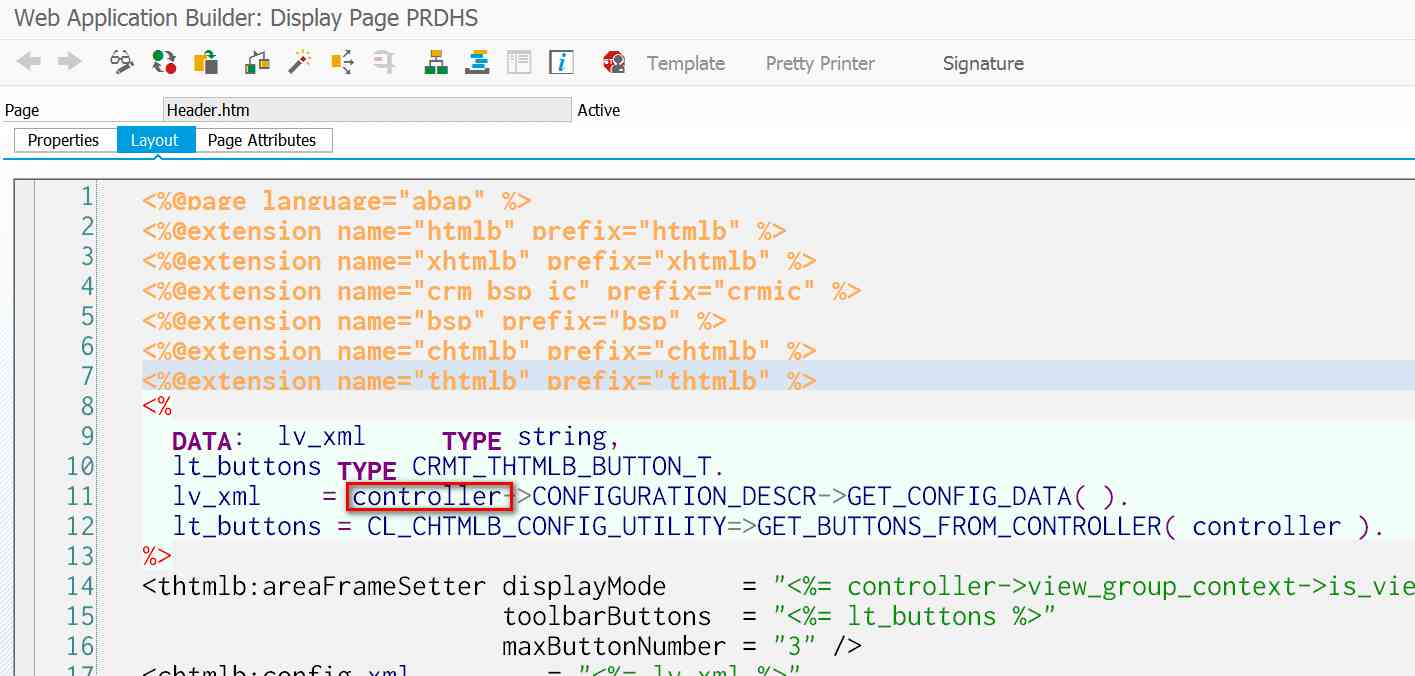 Web Application Builder: Display Page PRDHS
Template Pretty Printer Signature
Page Header.htm Active
Properties Layout Page Attributes
1 <%@page language="abap" %>
2 <%@extension name="htmlb" prefix="htmlb" %>
3 <%@extension name="xhtmlb" prefix="xhtmlb" %>
4 <%@extension name="crm_bsp_ic" prefix="crmic" %>
5 <%@extension name="bsp" prefix="bsp" %>
6 <%@extension name="chtmlb" prefix="chtmlb" %>
7 <%@extension name="thtmlb" prefix="thtmlb" %>
8 <%
9 DATA: lv_xml TYPE string,
10 lt_buttons TYPE CRMT_THTMLB_BUTTON_T.
11 lv_xml = controller->CONFIGURATION_DESCR->GET_CONFIG_DATA( ).
12 lt_buttons = CL_CHTMLB_CONFIG_UTILITY=>GET_BUTTONS_FROM_CONTROLLER( controller ).
13 %>
14 <thtmlb:areaFrameSetter displayMode = "<%= controller->view_group_context->is_vie
15 toolbarButtons = "<%= lt_buttons %>"
16 maxButtonNumber = "3" />
17 <chtmlb:config xml = "<%= lv_xml %>"